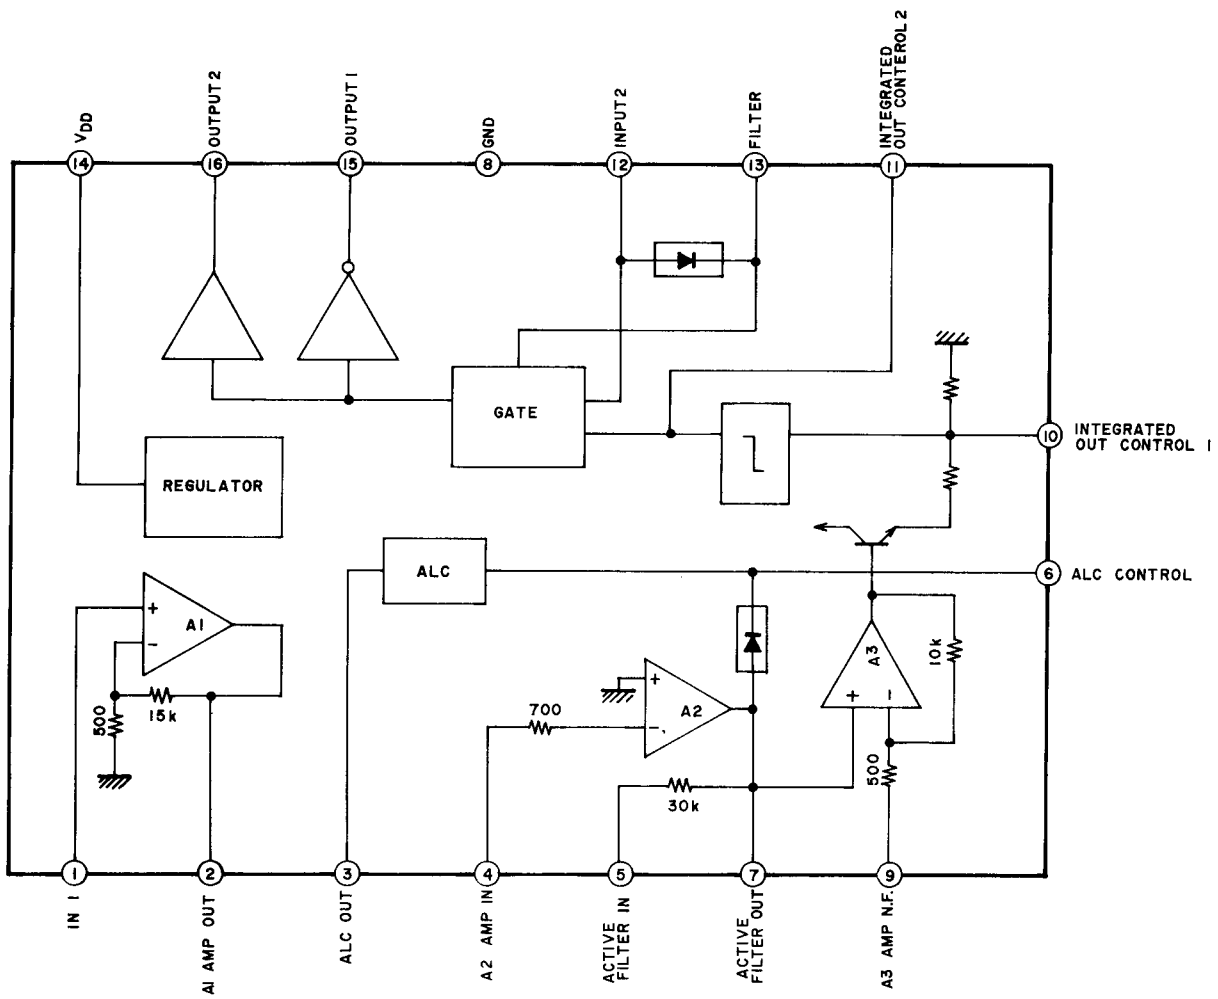 VDD
OUTPUT 2
OUTPUT 1
GND
INPUT 2
FILTER
INTEGRATED
OUT CONTEROL 2
14
16
15
8
12
13
11
GATE
10
INTEGRATED
OUT CONTROL 1
REGULATOR
ALC
6
ALC CONTROL
+
A1
−
15k
500
+
A2
−
700
30k
A3
+
−
10k
500
1
2
3
4
5
7
9
IN 1
A1 AMP OUT
ALC OUT
A2 AMP IN
ACTIVE
FILTER IN
ACTIVE
FILTER OUT
A3 AMP N.F.